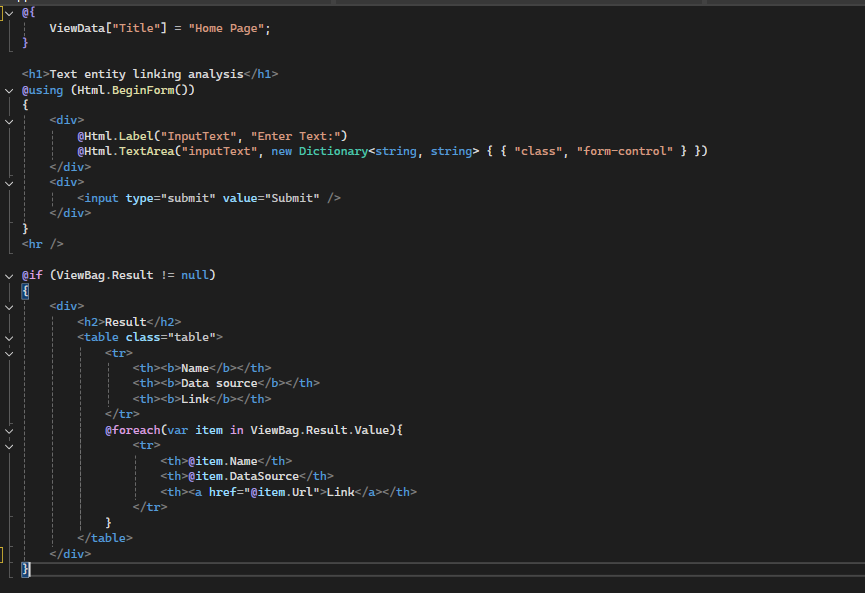 @{
    ViewData["Title"] = "Home Page";
}

<h1>Text entity linking analysis</h1>
@using (Html.BeginForm())
{
    <div>
        @Html.Label("InputText", "Enter Text:")
        @Html.TextArea("inputText", new Dictionary<string, string> { { "class", "form-control" } })
    </div>
    <div>
        <input type="submit" value="Submit" />
    </div>
}
<hr />

@if (ViewBag.Result != null)
{
    <div>
        <h2>Result</h2>
        <table class="table">
            <tr>
                <th><b>Name</b></th>
                <th><b>Data source</b></th>
                <th><b>Link</b></th>
            </tr>
            @foreach(var item in ViewBag.Result.Value){
                <tr>
                    <th>@item.Name</th>
                    <th>@item.DataSource</th>
                    <th><a href="@item.Url">Link</a></th>
                </tr>
            }
        </table>
    </div>
}